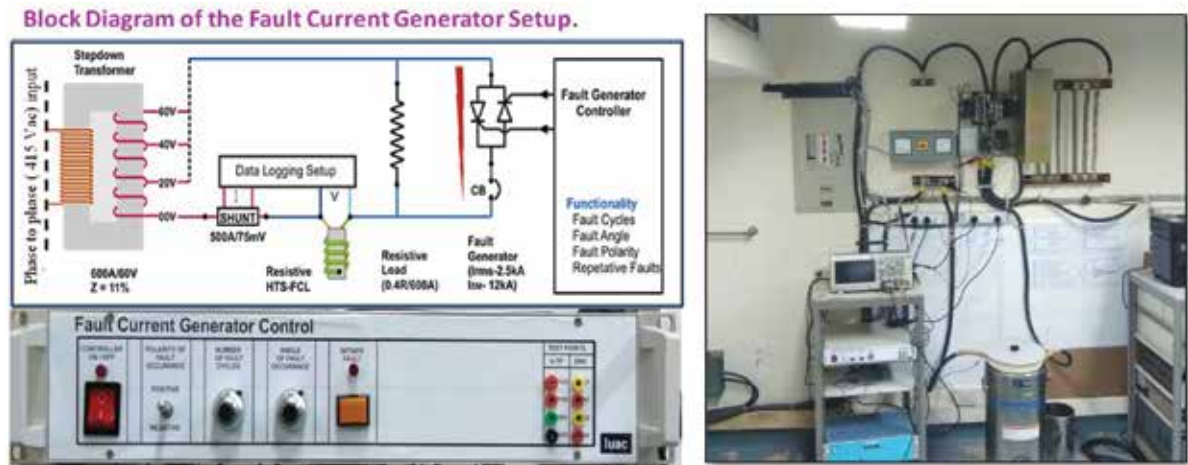 Block Diagram of the Fault Current Generator Setup.
Stepdown
Transformer
Phase to phase ( 415 Vac) input
60V
40V
20V
00V
600A/60V
Z = 11%
Data Logging Setup
I
V
SHUNT
500A/75mV
Resistive
HTS-FCL
Resistive
Load
(0.4R/600A)
CB
Fault
Generator
(Irms-2.5kA
Inv- 12kA)
Fault Generator
Controller
Functionality
Fault Cycles
Fault Angle
Fault Polarity
Repetative Faults
Fault Current Generator Control
CONTROLLER
ON / OFF
POLARITY OF
FAULT
OCCURANCE
POSITIVE
NEGATIVE
NUMBER
OF FAULT
CYCLES
ANGLE
OF FAULT
OCCURANCE
INITIATE
FAULT
TEST POINTS
luac